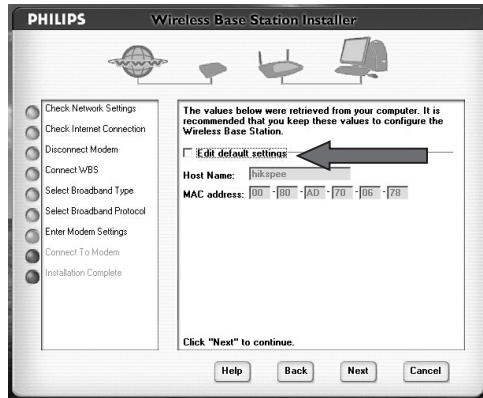 PHILIPS
Wireless Base Station Installer
www
Check Network Settings
Check Internet Connection
Disconnect Modem
Connect WBS
Select Broadband Type
Select Broadband Protocol
Enter Modem Settings
Connect To Modem
Installation Complete
The values below were retrieved from your computer. It is
recommended that you keep these values to configure the
Wireless Base Station.
Edit default settings
Host Name: hikspee
MAC address: 00 - 80 - AD - 70 - 06 - 78
Click "Next" to continue.
Help Back Next Cancel